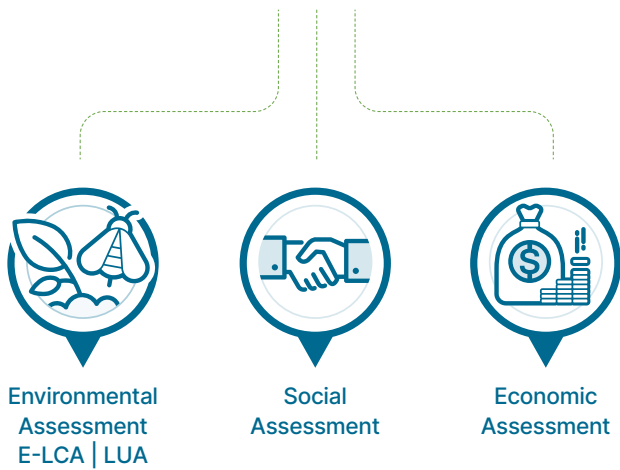 $
Environmental
Assessment
E-LCA | LUA
Social
Assessment
Economic
Assessment